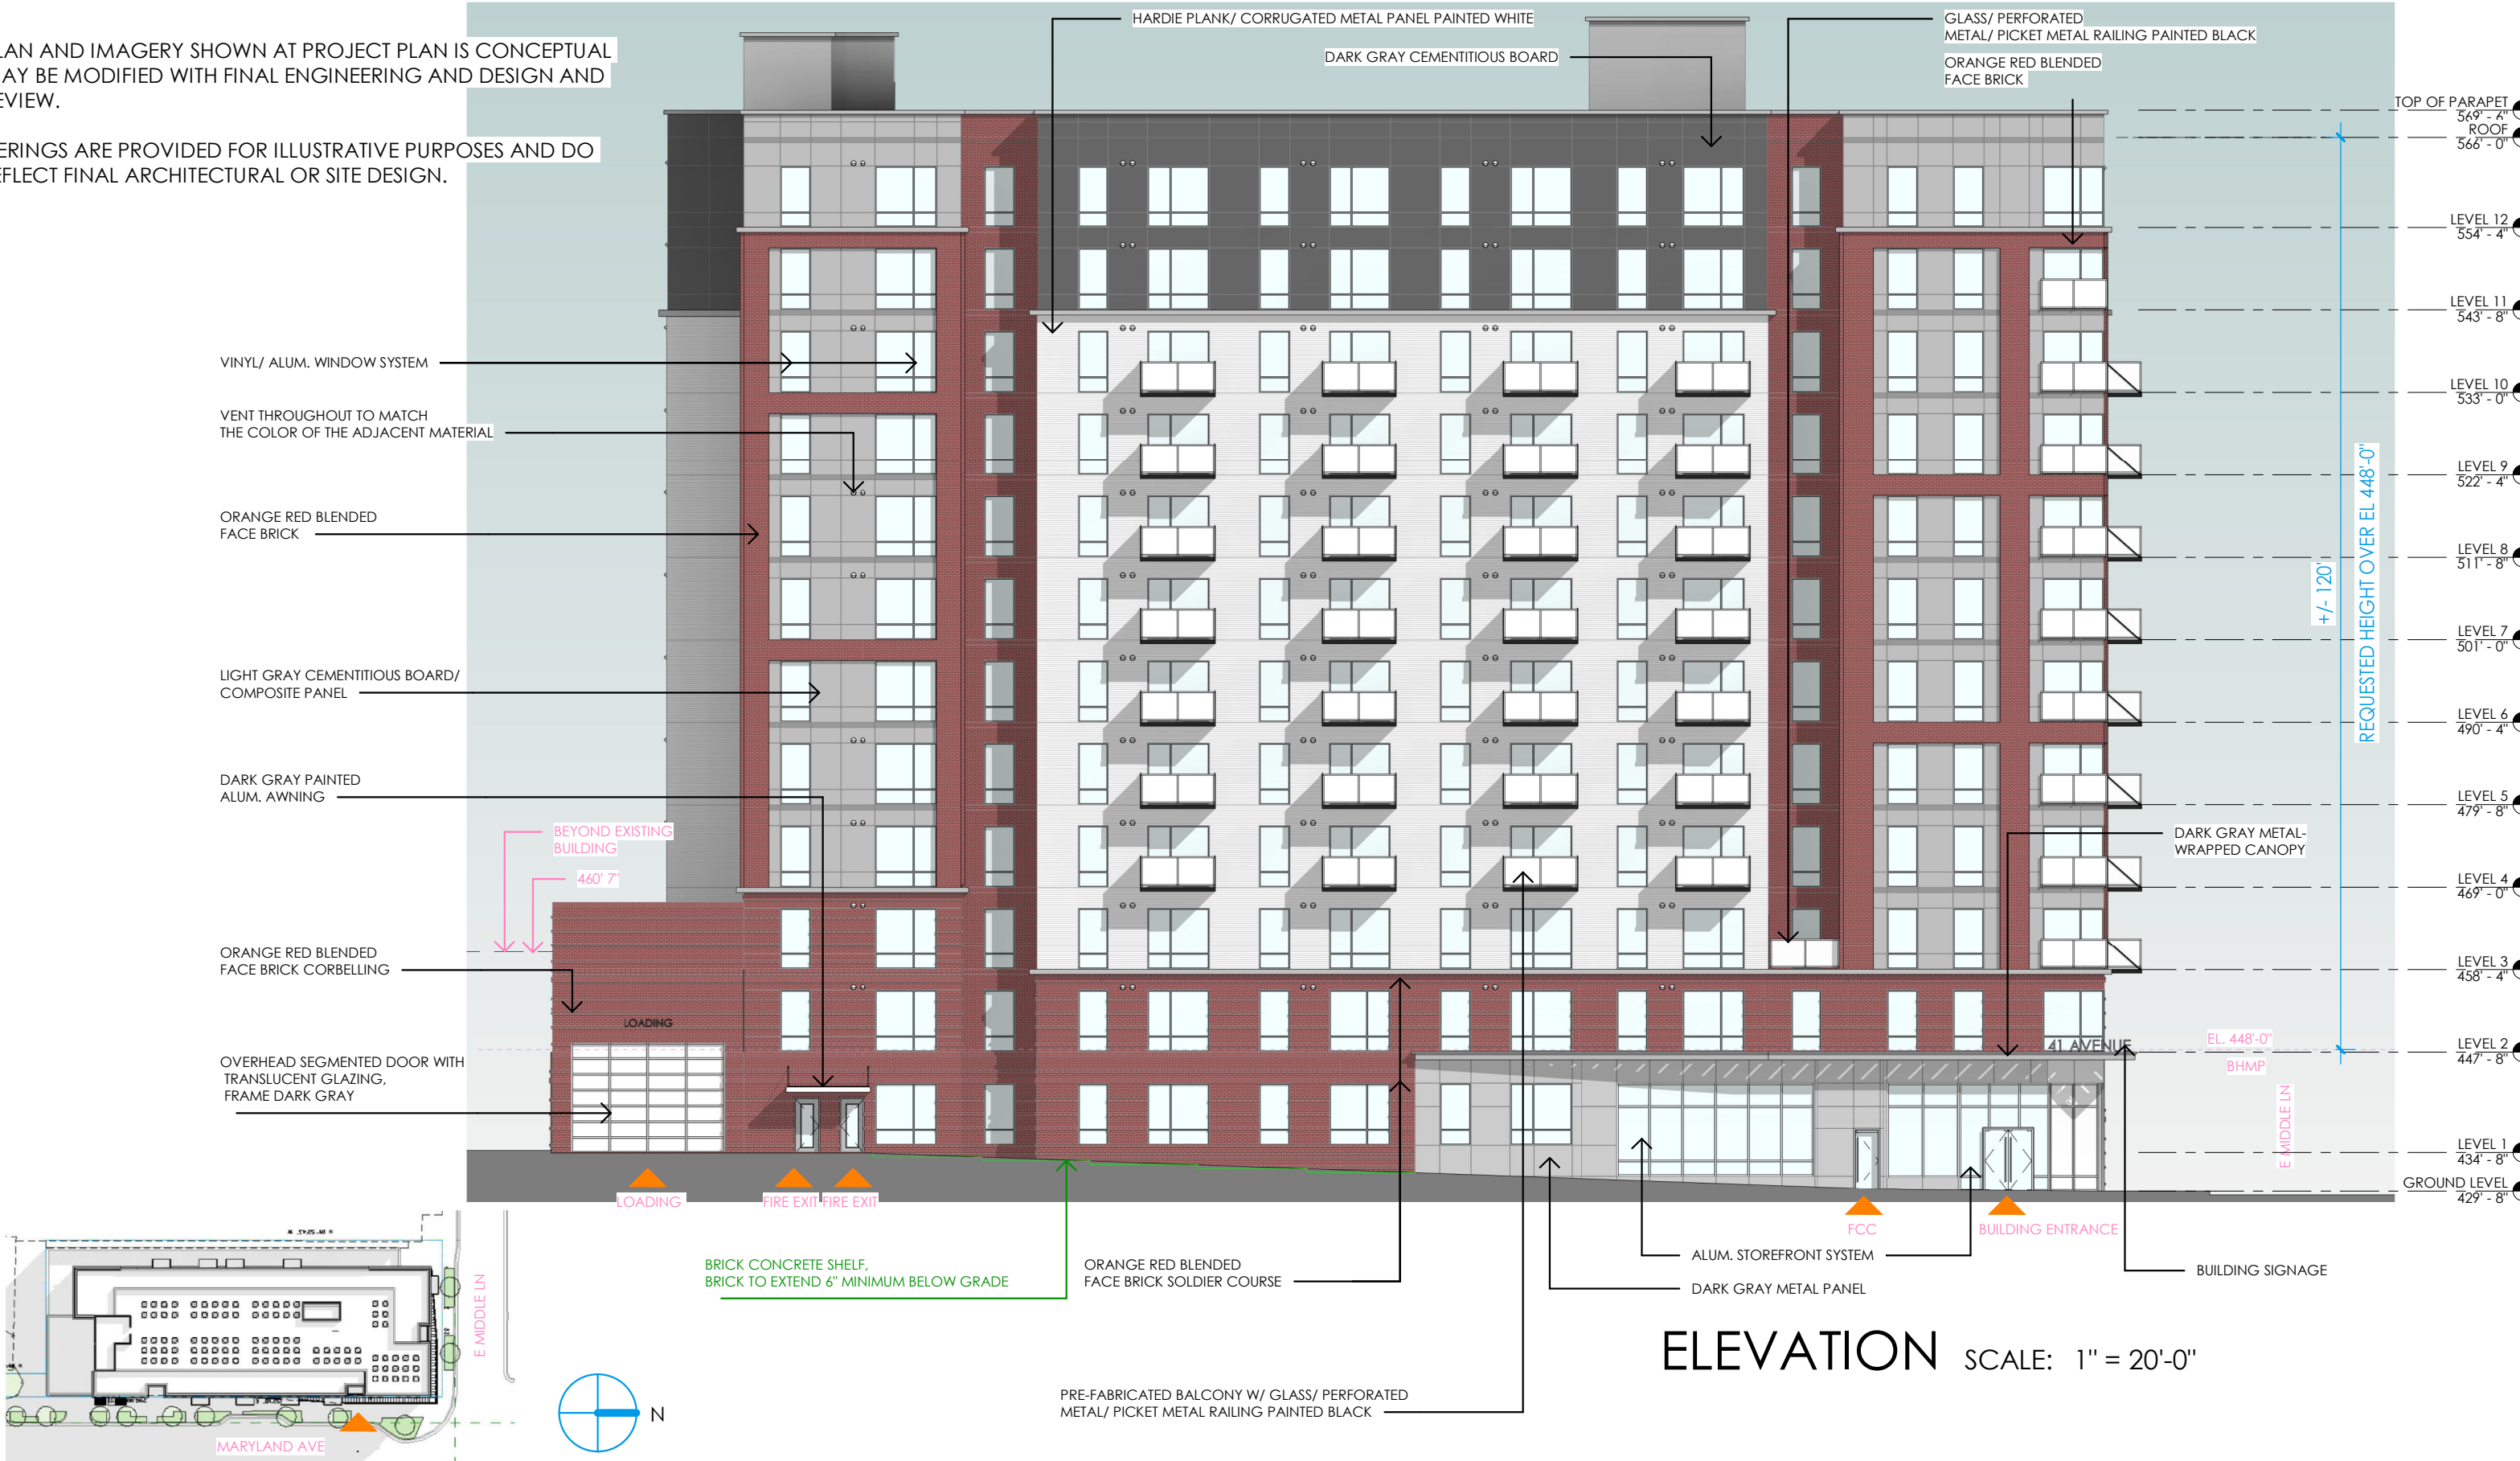 LAN AND IMAGERY SHOWN AT PROJECT PLAN IS CONCEPTUAL
AY BE MODIFIED WITH FINAL ENGINEERING AND DESIGN AND
EVIEW.
ERINGS ARE PROVIDED FOR ILLUSTRATIVE PURPOSES AND DO
EFLECT FINAL ARCHITECTURAL OR SITE DESIGN.
HARDIE PLANK/ CORRUGATED METAL PANEL PAINTED WHITE
DARK GRAY CEMENTITIOUS BOARD
GLASS/ PERFORATED
METAL/ PICKET METAL RAILING PAINTED BLACK
ORANGE RED BLENDED
FACE BRICK
TOP OF PARAPET
569' - 6"
ROOF
566' - 0"
LEVEL 12
554' - 4"
LEVEL 11
543' - 8"
LEVEL 10
533' - 0"
LEVEL 9
522' - 4"
LEVEL 8
511' - 8"
LEVEL 7
501' - 0"
LEVEL 6
490' - 4"
LEVEL 5
479' - 8"
LEVEL 4
469' - 0"
LEVEL 3
458' - 4"
LEVEL 2
447' - 8"
LEVEL 1
434' - 8"
GROUND LEVEL
429' - 8"
+/- 120'
REQUESTED HEIGHT OVER EL 448'-0"
VINYL/ ALUM. WINDOW SYSTEM
VENT THROUGHOUT TO MATCH
THE COLOR OF THE ADJACENT MATERIAL
ORANGE RED BLENDED
FACE BRICK
LIGHT GRAY CEMENTITIOUS BOARD/
COMPOSITE PANEL
DARK GRAY PAINTED
ALUM. AWNING
BEYOND EXISTING
BUILDING
460' 7"
ORANGE RED BLENDED
FACE BRICK CORBELLING
OVERHEAD SEGMENTED DOOR WITH
TRANSLUCENT GLAZING,
FRAME DARK GRAY
LOADING
DARK GRAY METAL-
WRAPPED CANOPY
41 AVENUE
EL. 448'-0"
BHMP
E MIDDLE LN
LOADING
FIRE EXIT
FIRE EXIT
FCC
BUILDING ENTRANCE
BRICK CONCRETE SHELF,
BRICK TO EXTEND 6" MINIMUM BELOW GRADE
ORANGE RED BLENDED
FACE BRICK SOLDIER COURSE
ALUM. STOREFRONT SYSTEM
DARK GRAY METAL PANEL
BUILDING SIGNAGE
PRE-FABRICATED BALCONY W/ GLASS/ PERFORATED
METAL/ PICKET METAL RAILING PAINTED BLACK
ELEVATION SCALE: 1" = 20'-0"
E MIDDLE LN
MARYLAND AVE
N